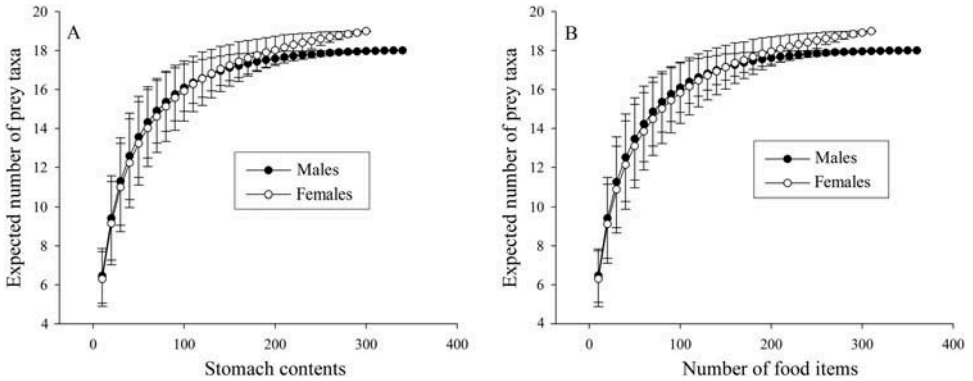 A
Expected number of prey taxa
20
18
16
14
12
10
8
6
4
Males
Females
0
100
200
300
400
Stomach contents
B
Expected number of prey taxa
20
18
16
14
12
10
8
6
4
Males
Females
0
100
200
300
400
Number of food items